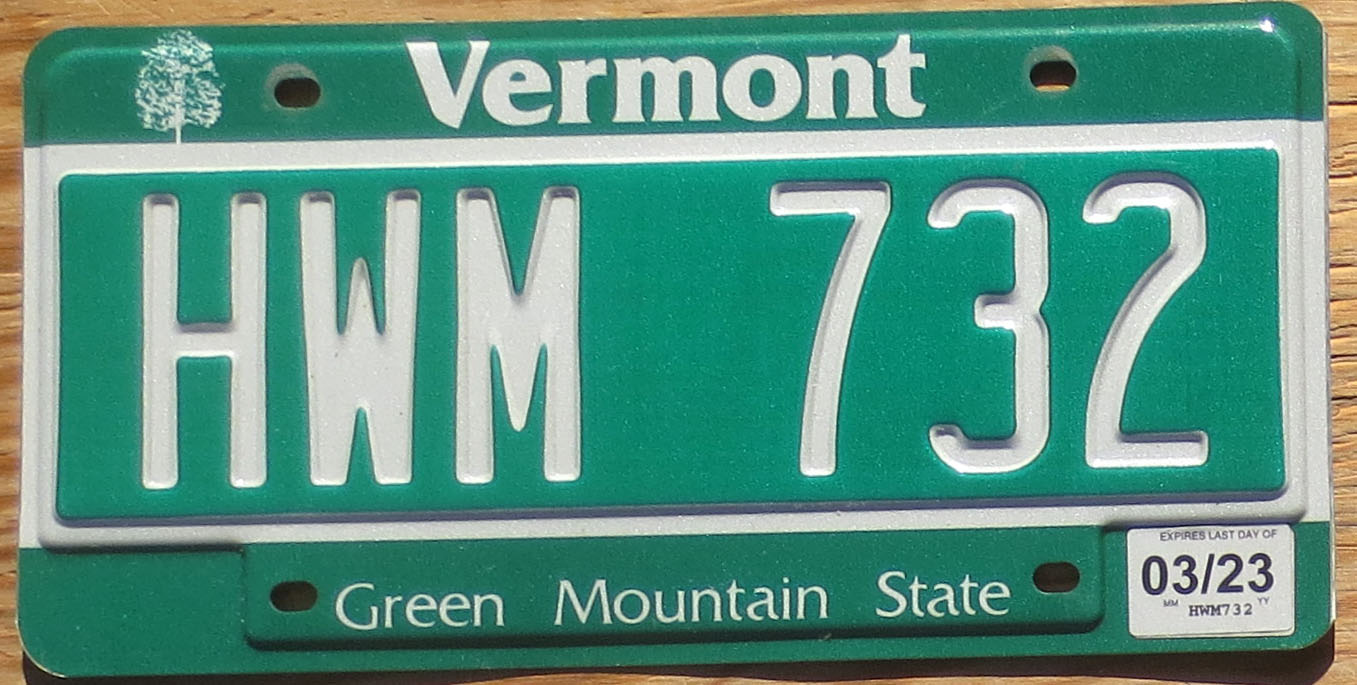 Vermont
HWM 732
Green Mountain State
EXPIRES LAST DAY OF
03/23
MM HWM732 YY